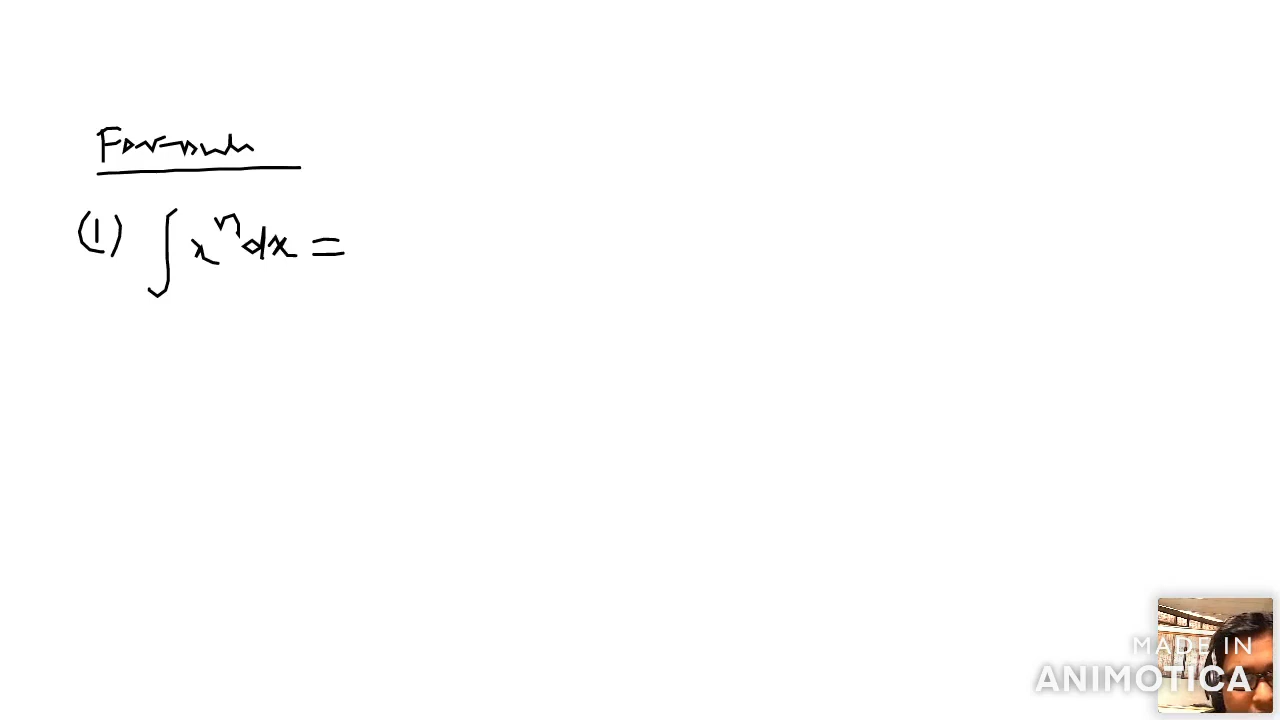 Formula
(1) ∫ xⁿ dx =
MADE IN
ANIMOTICA